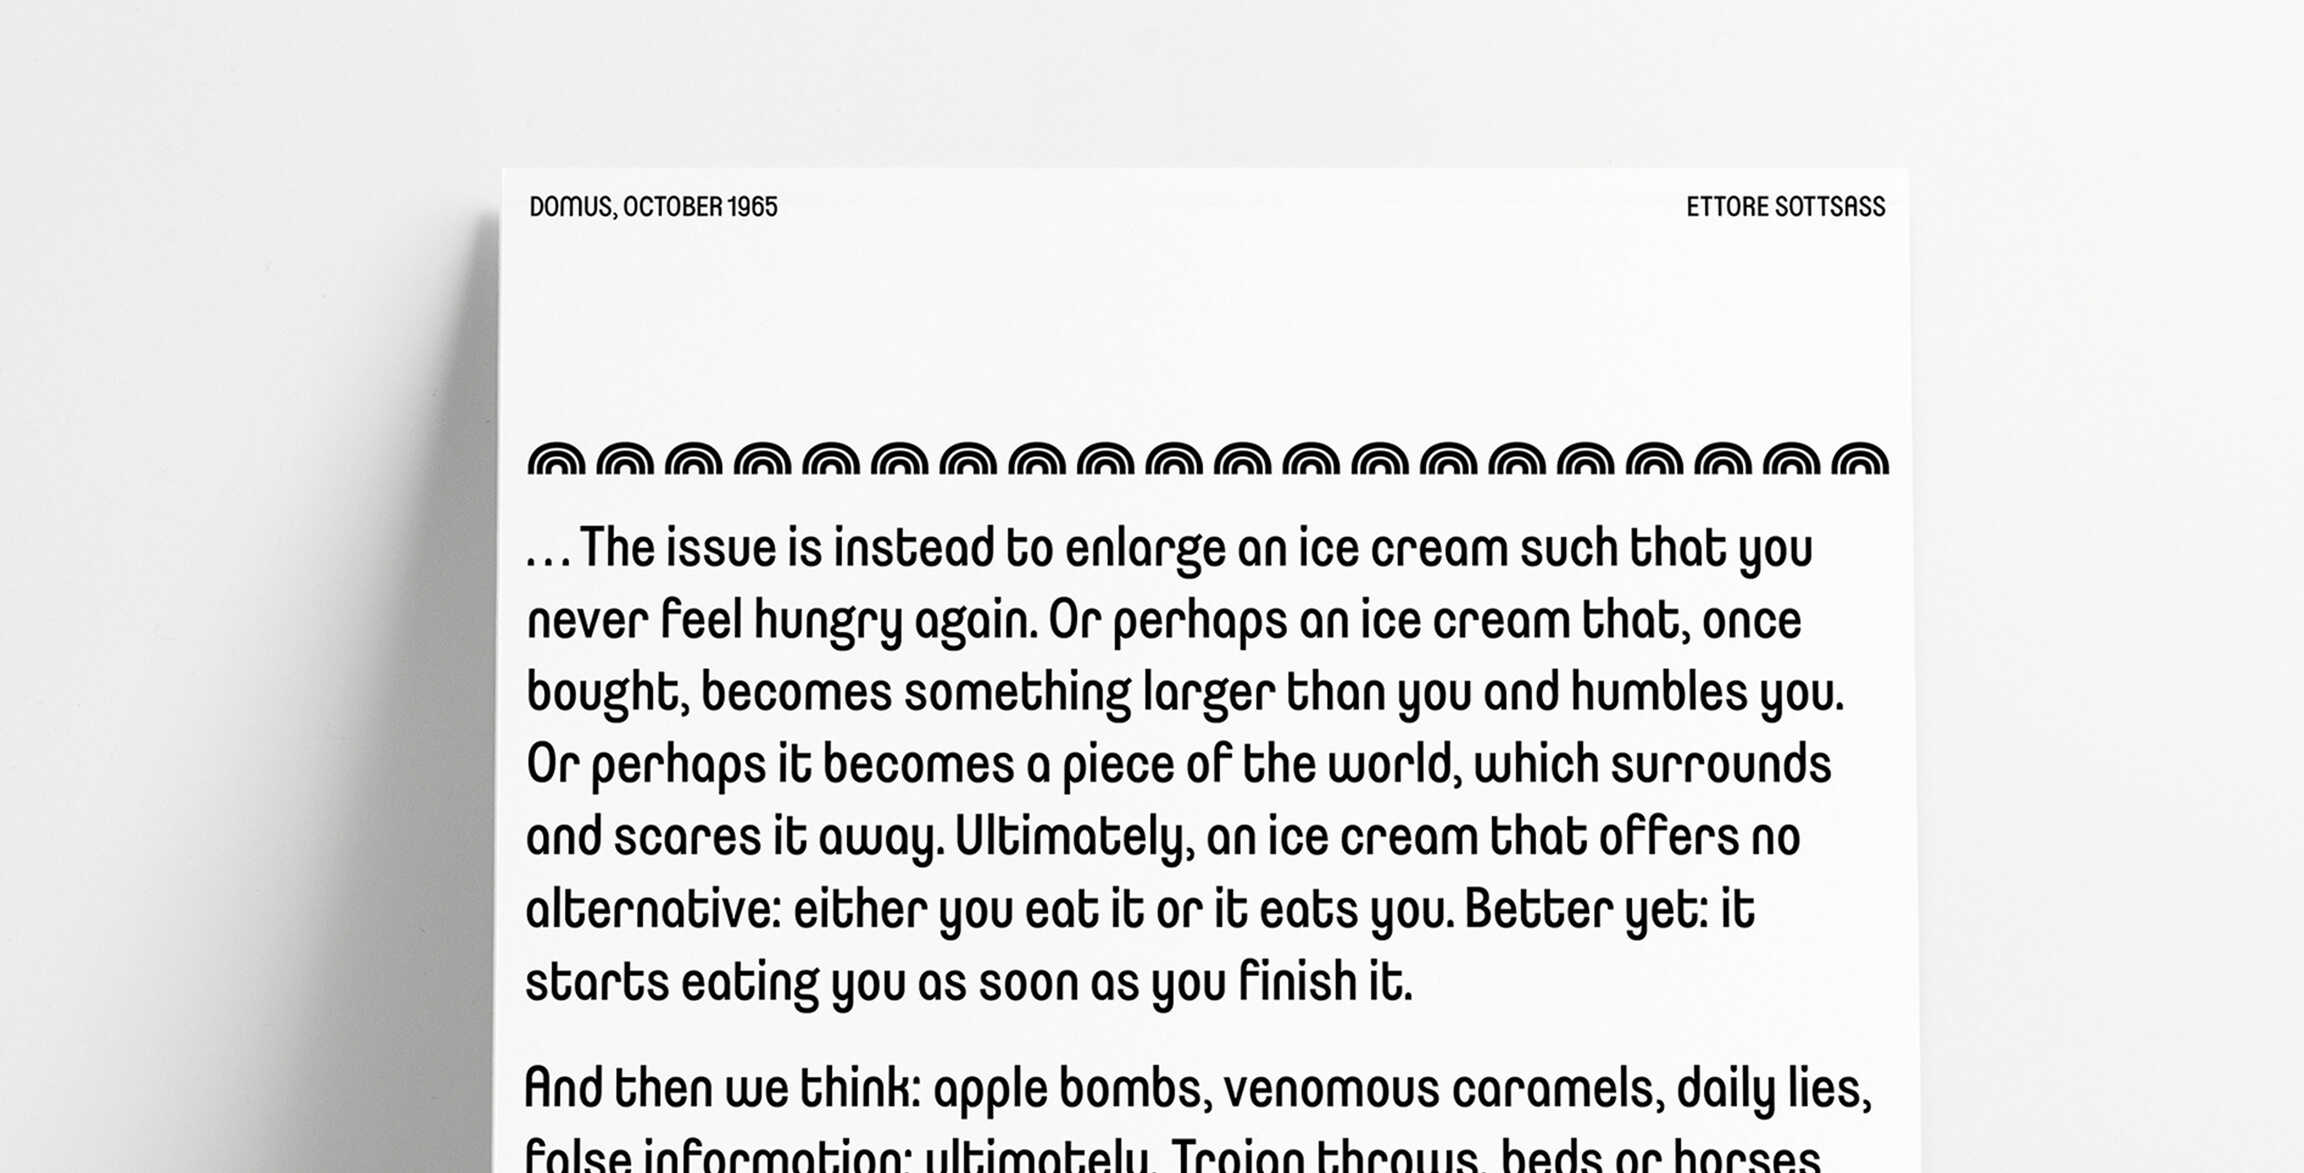 DOMUS, OCTOBER 1965
ETTORE SOTTSASS
...The issue is instead to enlarge an ice cream such that you
never feel hungry again. Or perhaps an ice cream that, once
bought, becomes something larger than you and humbles you.
Or perhaps it becomes a piece of the world, which surrounds
and scares it away. Ultimately, an ice cream that offers no
alternative: either you eat it or it eats you. Better yet: it
starts eating you as soon as you finish it.
And then we think: apple bombs, venomous caramels, daily lies,
false information; ultimately, Trojan throws, beds or horses